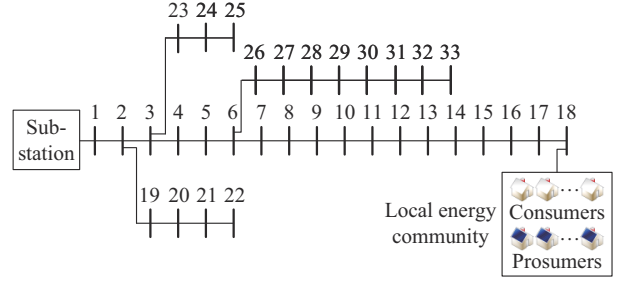 23 24 25
26 27 28 29 30 31 32 33
1 2 3 4 5 6 7 8 9 10 11 12 13 14 15 16 17 18
Sub-
station
19 20 21 22
Local energy
community
Consumers
Prosumers